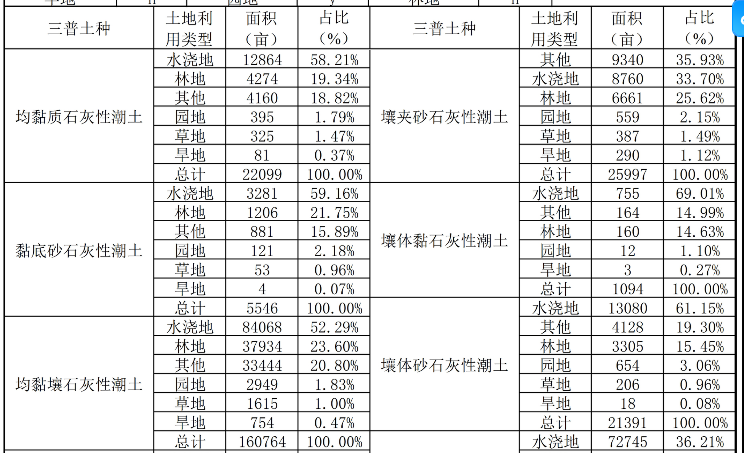 三普土种 土地利用类型 面积（亩） 占比（%） 三普土种 土地利用类型 面积（亩） 占比（%）
水浇地 12864 58.21% 其他 9340 35.93%
林地 4274 19.34% 水浇地 8760 33.70%
其他 4160 18.82% 林地 6661 25.62%
均黏质石灰性潮土 园地 395 1.79% 壤夹砂石灰性潮土 园地 559 2.15%
草地 325 1.47% 草地 387 1.49%
旱地 81 0.37% 旱地 290 1.12%
总计 22099 100.00% 总计 25997 100.00%
水浇地 3281 59.16% 水浇地 755 69.01%
林地 1206 21.75% 其他 164 14.99%
其他 881 15.89% 林地 160 14.63%
黏底砂石灰性潮土 园地 121 2.18% 壤体黏石灰性潮土 园地 12 1.10%
草地 53 0.96% 旱地 3 0.27%
旱地 4 0.07% 总计 1094 100.00%
总计 5546 100.00% 水浇地 13080 61.15%
水浇地 84068 52.29% 其他 4128 19.30%
林地 37934 23.60% 林地 3305 15.45%
其他 33444 20.80% 壤体砂石灰性潮土 园地 654 3.06%
均黏壤石灰性潮土 园地 2949 1.83% 草地 206 0.96%
草地 1615 1.00% 旱地 18 0.08%
旱地 754 0.47% 总计 21391 100.00%
总计 160764 100.00% 水浇地 72745 36.21%